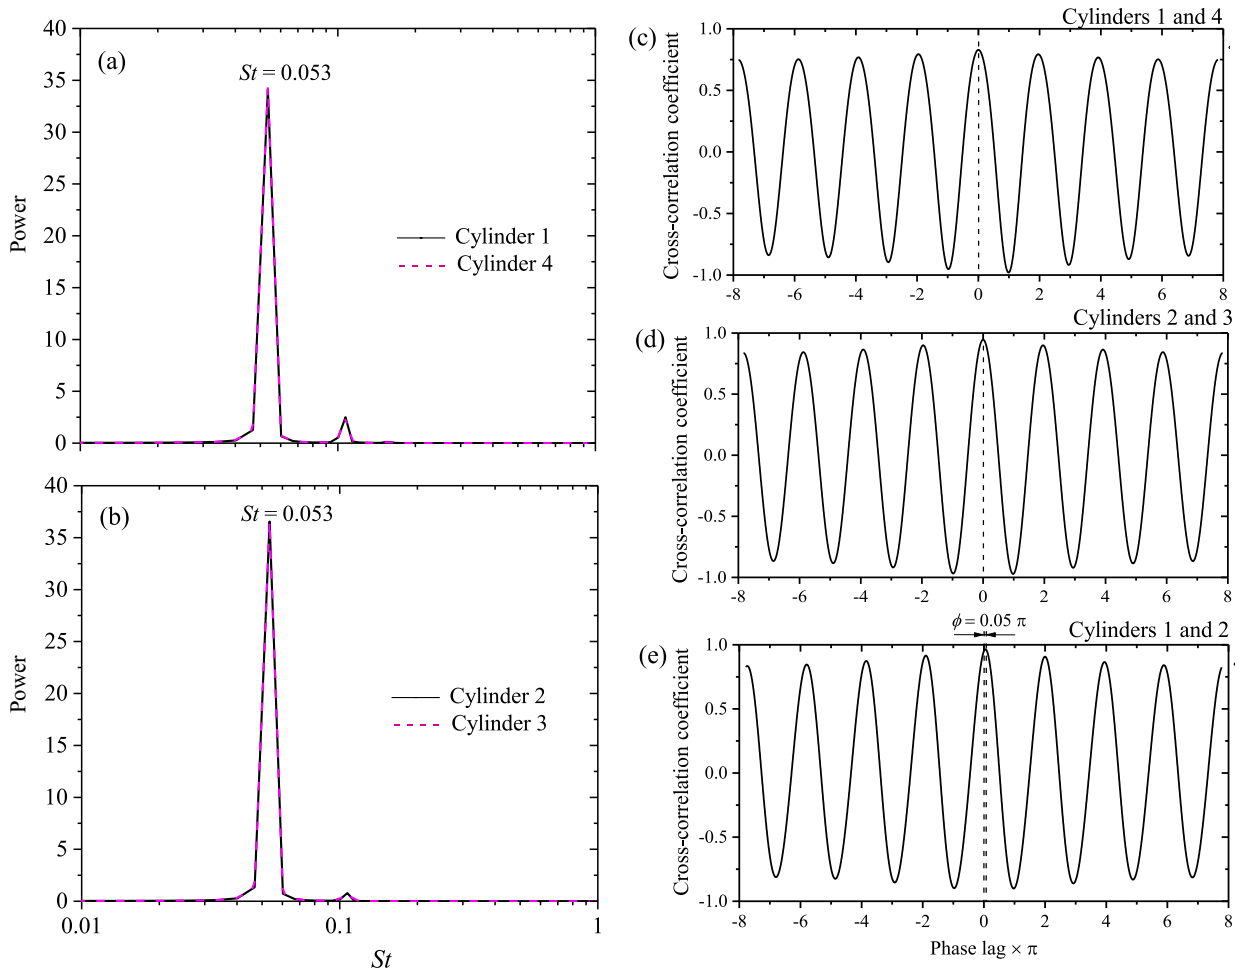 (a)
St = 0.053
40
35
30
25
20
15
10
5
0
Power
Cylinder 1
Cylinder 4
(b)
St = 0.053
40
35
30
25
20
15
10
5
0
Power
Cylinder 2
Cylinder 3
0.01
0.1
1
St
(c)
Cylinders 1 and 4
Cross-correlation coefficient
1.0
0.5
0.0
-0.5
-1.0
-8 -6 -4 -2 0 2 4 6 8
(d)
Cylinders 2 and 3
Cross-correlation coefficient
1.0
0.5
0.0
-0.5
-1.0
-8 -6 -4 -2 0 2 4 6 8
(e)
ϕ = 0.05 π
Cylinders 1 and 2
Cross-correlation coefficient
1.0
0.5
0.0
-0.5
-1.0
-8 -6 -4 -2 0 2 4 6 8
Phase lag × π